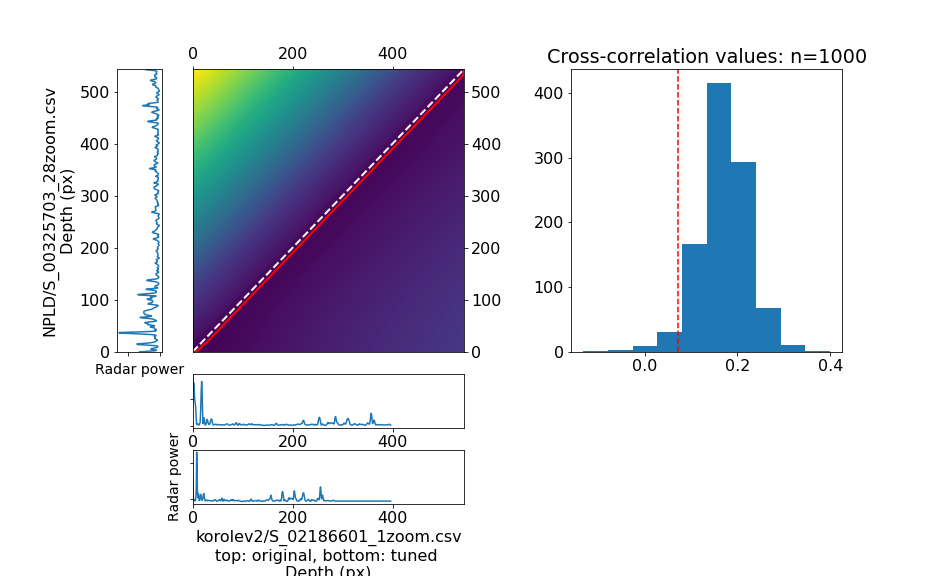 Cross-correlation values: n=1000
0 200 400
NPLD/S_00325703_28zoom.csv
Depth (px)
500
400
300
200
100
0
Radar power
500
400
300
200
100
0
400
300
200
100
0
0.0 0.2 0.4
0 200 400
Radar power
0 200 400
korolev2/S_02186601_1zoom.csv
top: original, bottom: tuned
Depth (px)